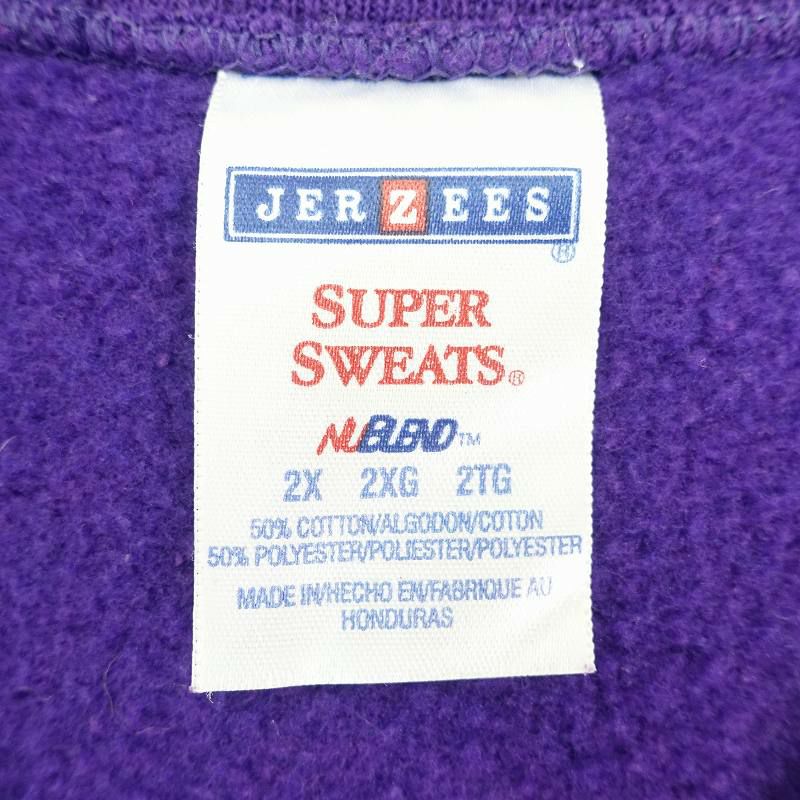 JERZEES®
SUPER
SWEATS®
NUBLEND™
2X 2XG 2TG
50% COTTON/ALGODON/COTON
50% POLYESTER/POLIESTER/POLYESTER
MADE IN/HECHO EN/FABRIQUE AU
HONDURAS